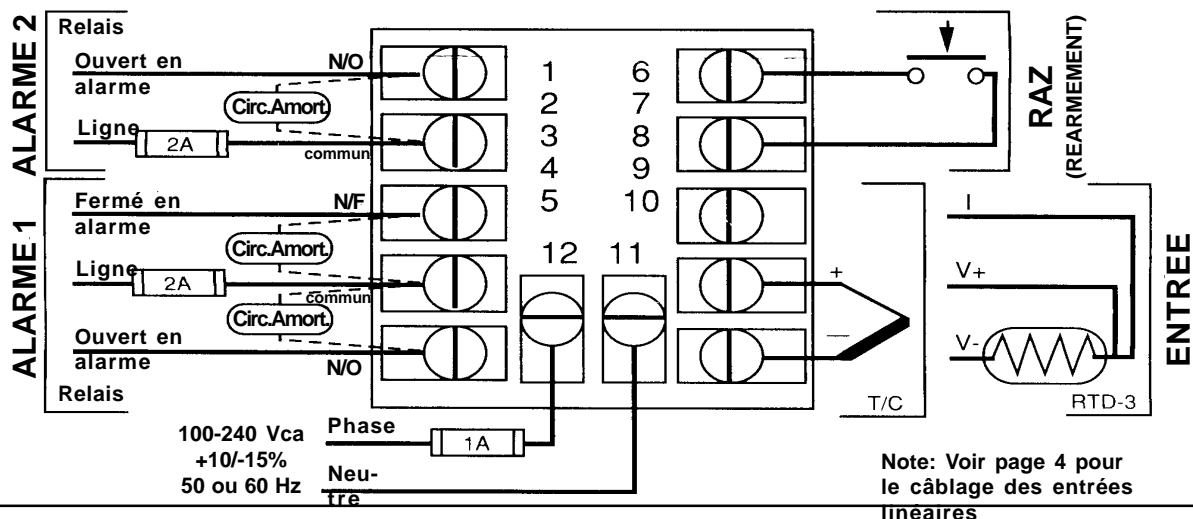 ALARME 2
Relais
Ouvert en
alarme
N/O
Circ.Amort.
Ligne
2A
commun
ALARME 1
Fermé en
alarme
N/F
Circ.Amort.
Ligne
2A
commun
Circ.Amort.
Ouvert en
alarme
N/O
Relais
1 6
2 7
3 8
4 9
5 10
12 11
RAZ
(REARMEMENT)
+
—
T/C
I
V+
V-
RTD-3
ENTREE
100-240 Vca
+10/-15%
50 ou 60 Hz
Phase
1A
Neu-
tre
Note: Voir page 4 pour
le câblage des entrées
linéaires